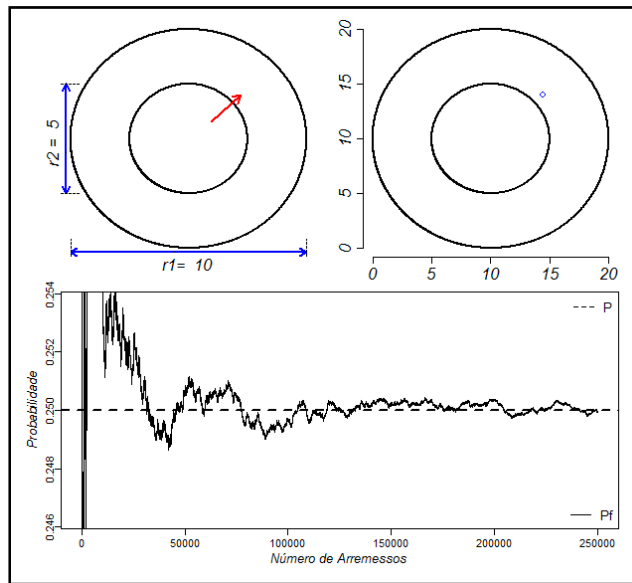 r2 = 5
r1= 10
20
15
10
5
0
0 5 10 15 20
Probabilidade
0.254
0.252
0.250
0.248
0.246
P
Pf
0 50000 100000 150000 200000 250000
Número de Arremessos